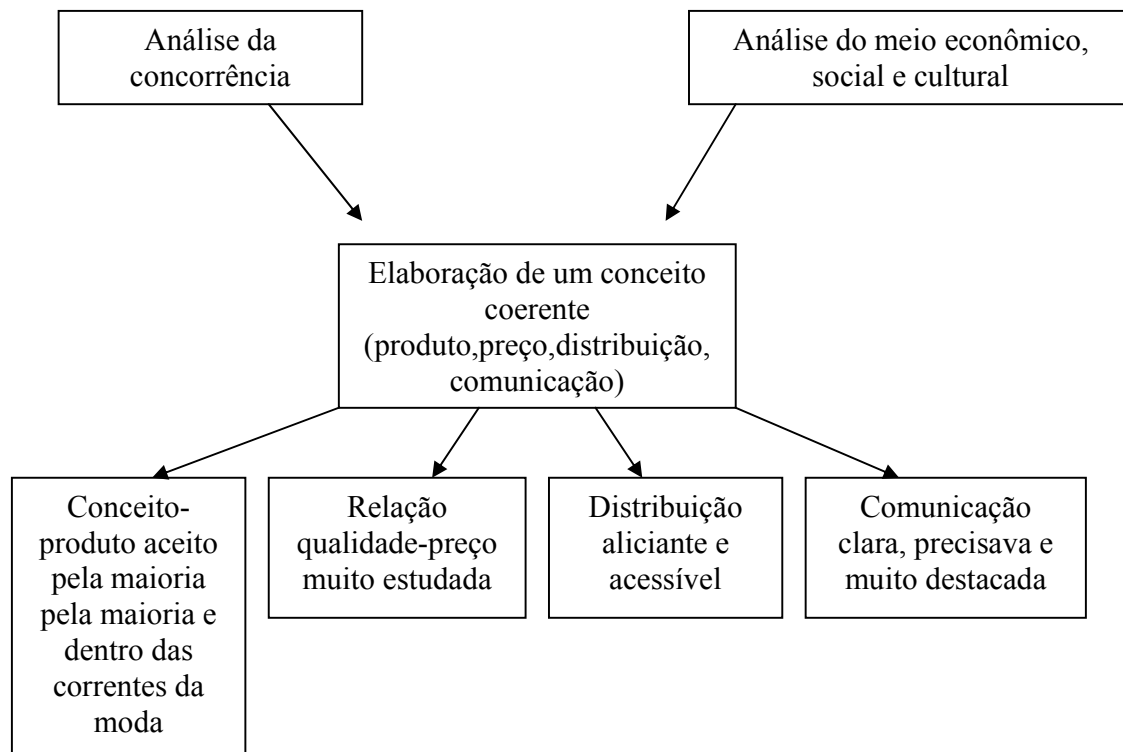 Análise da
concorrência
Análise do meio econômico,
social e cultural
Elaboração de um conceito
coerente
(produto,preço,distribuição,
comunicação)
Conceito-
produto aceito
pela maioria
pela maioria e
dentro das
correntes da
moda
Relação
qualidade-preço
muito estudada
Distribuição
aliciante e
acessível
Comunicação
clara, precisava e
muito destacada